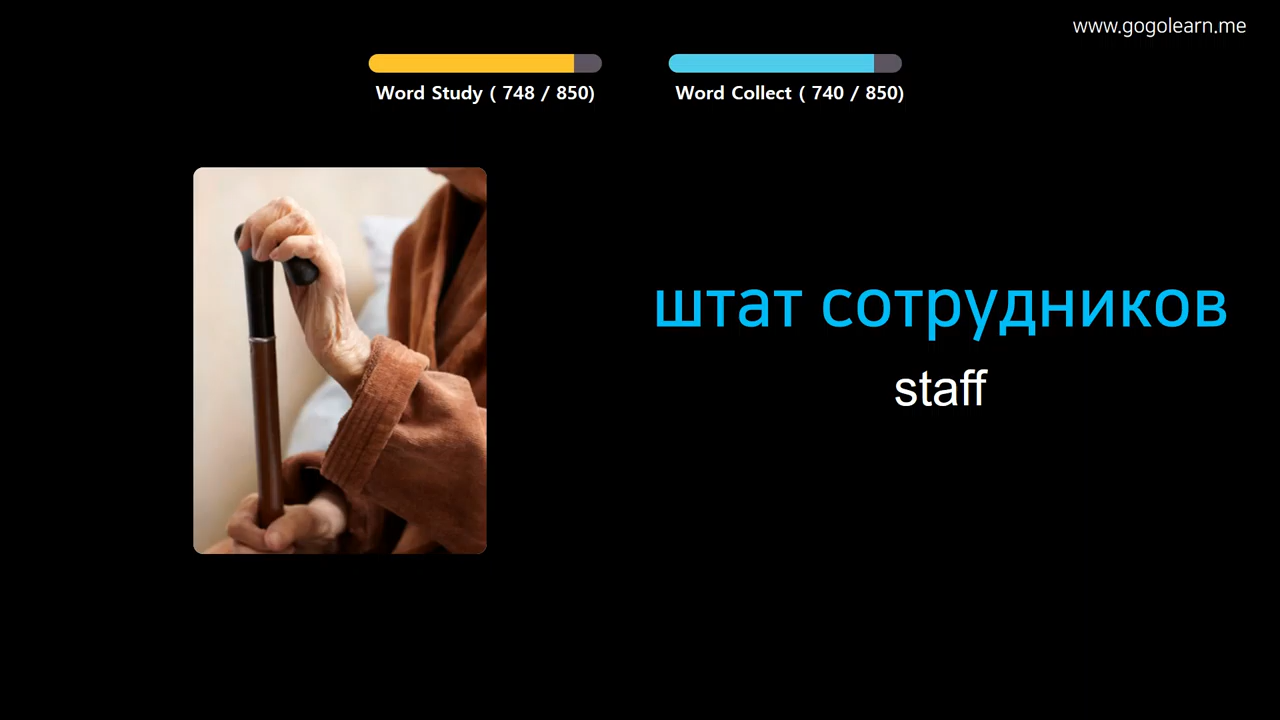 www.gogolearn.me
Word Study ( 748 / 850)
Word Collect ( 740 / 850)
штат сотрудников
staff